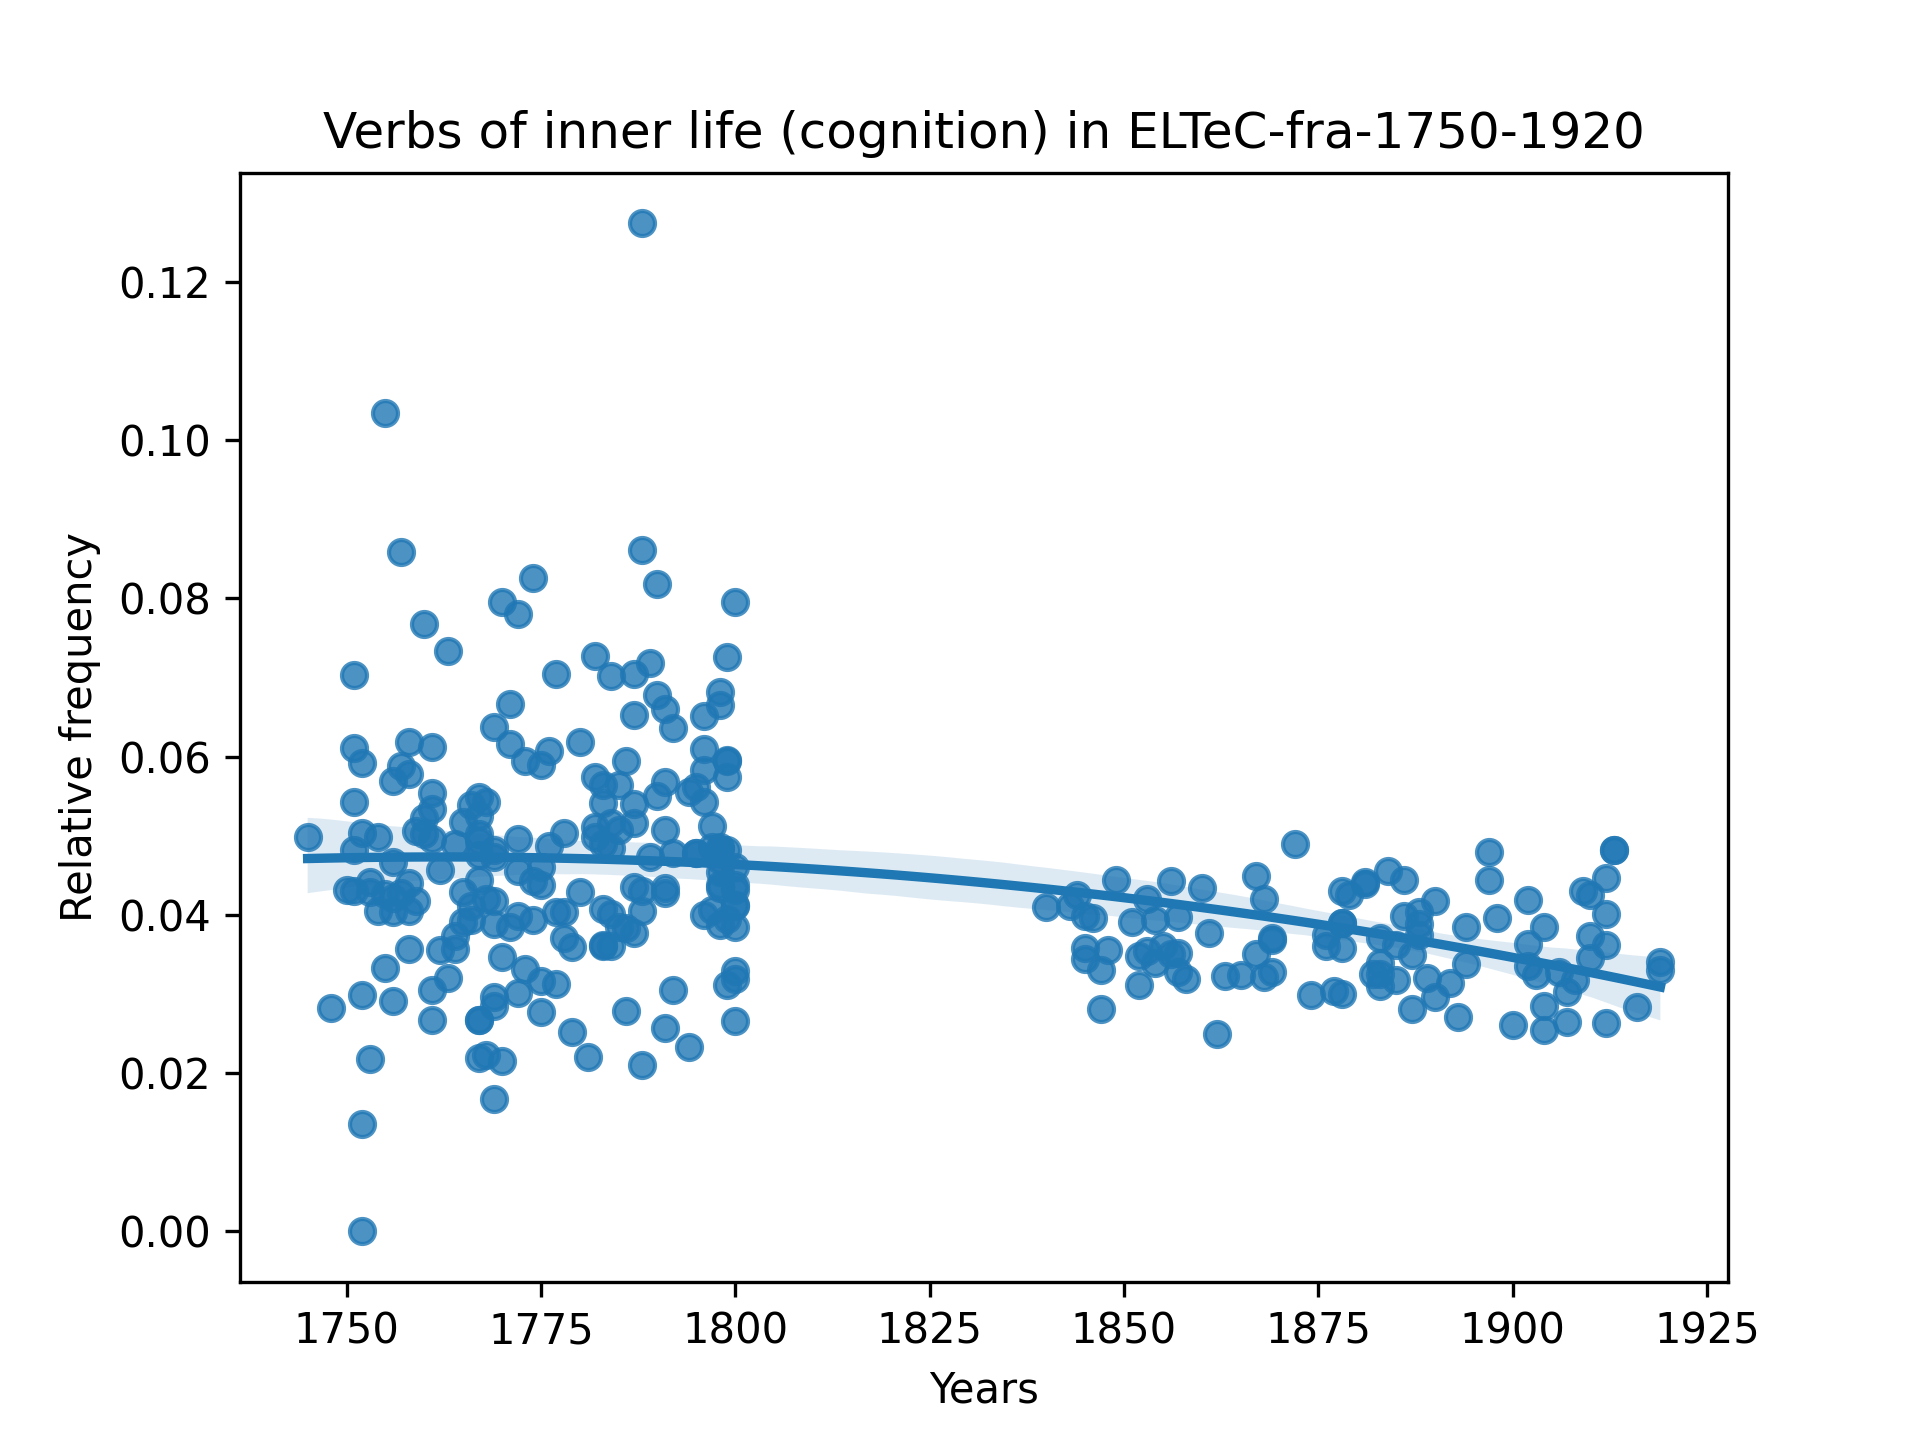 Verbs of inner life (cognition) in ELTeC-fra-1750-1920
Relative frequency
0.12
0.10
0.08
0.06
0.04
0.02
0.00
1750 1775 1800 1825 1850 1875 1900 1925
Years